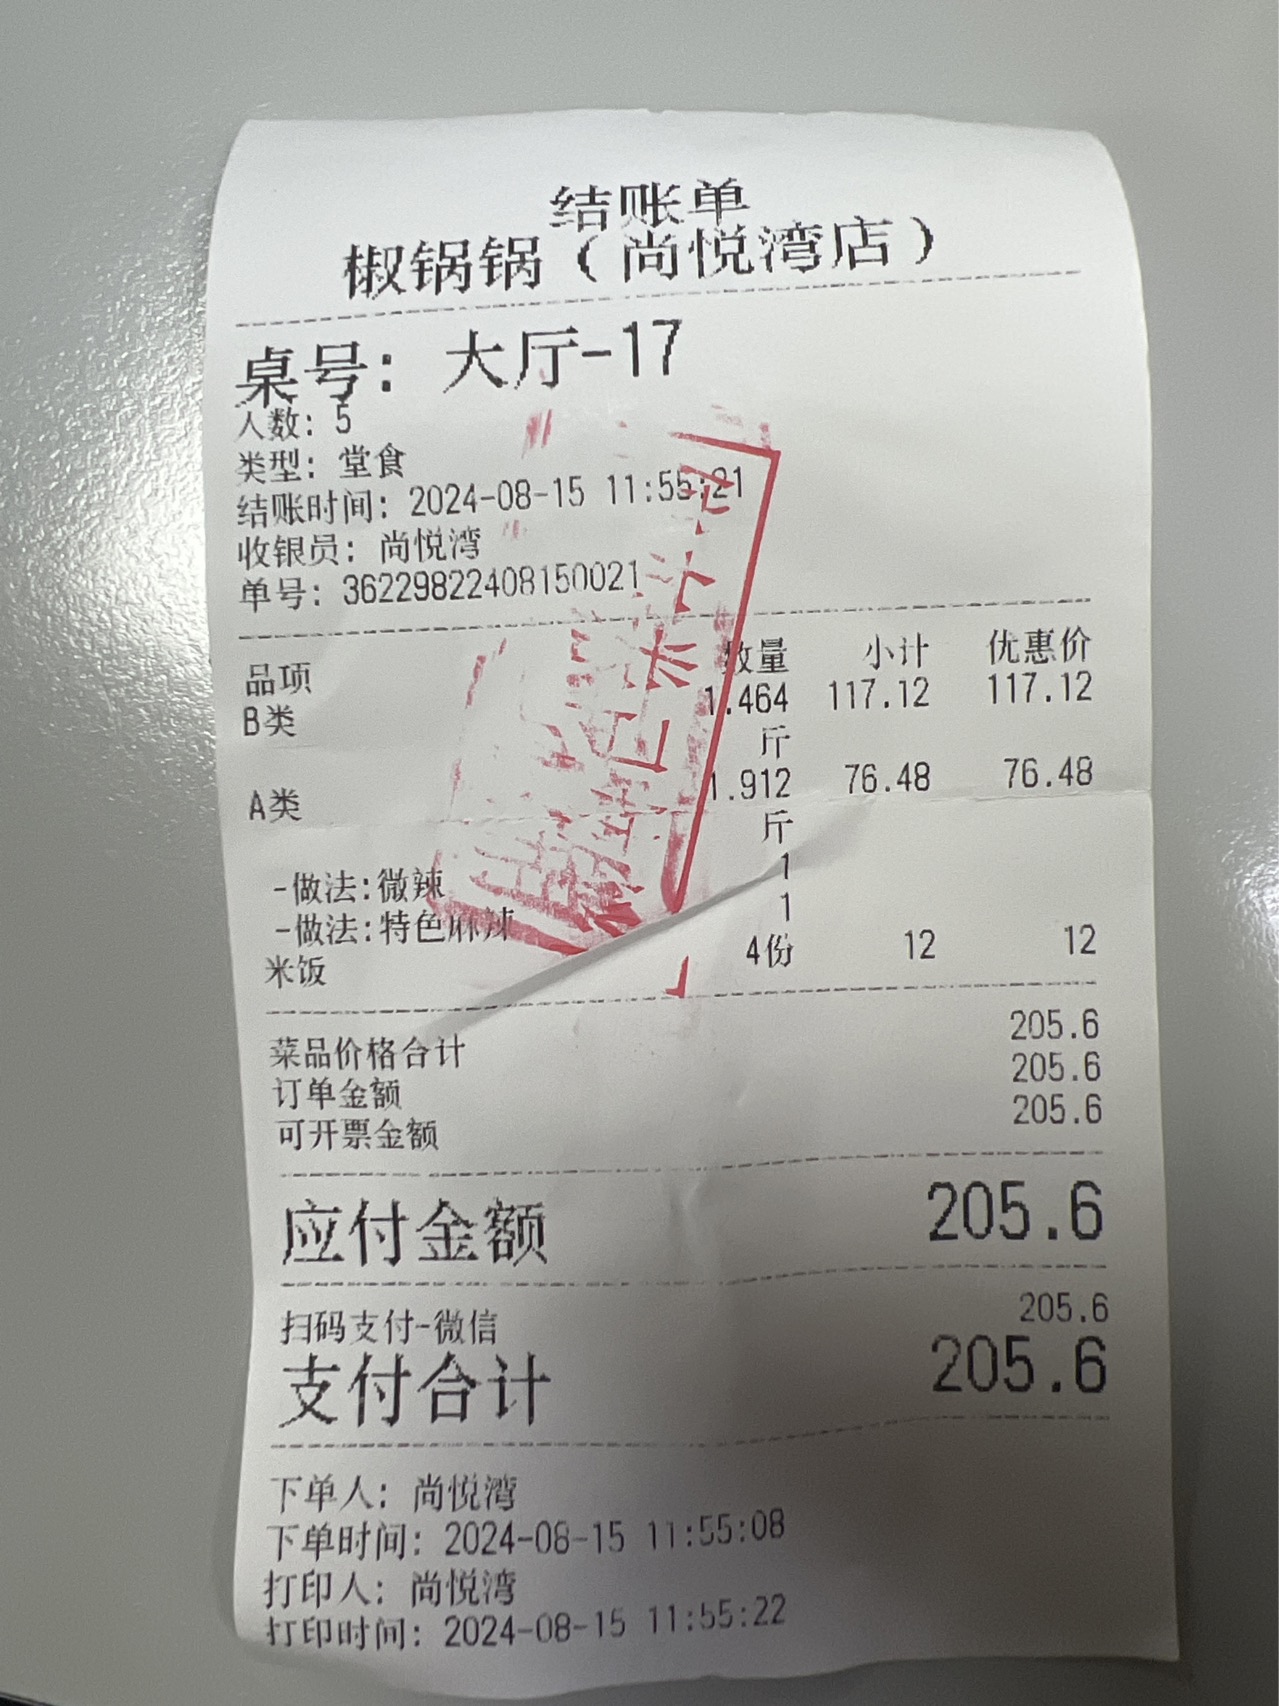 结账单
椒锅锅（尚悦湾店）
桌号: 大厅-17
人数: 5
类型: 堂食
结账时间: 2024-08-15 11:55:21
收银员: 尚悦湾
单号: 36229822408150021
品项 数量 小计 优惠价
B类 1.464 117.12 117.12
斤
A类 1.912 76.48 76.48
斤
-做法:微辣 1
-做法:特色麻辣 1
米饭 4份 12 12
菜品价格合计 205.6
订单金额 205.6
可开票金额 205.6
应付金额 205.6
扫码支付-微信 205.6
支付合计 205.6
下单人: 尚悦湾
下单时间: 2024-08-15 11:55:08
打印人: 尚悦湾
打印时间: 2024-08-15 11:55:22